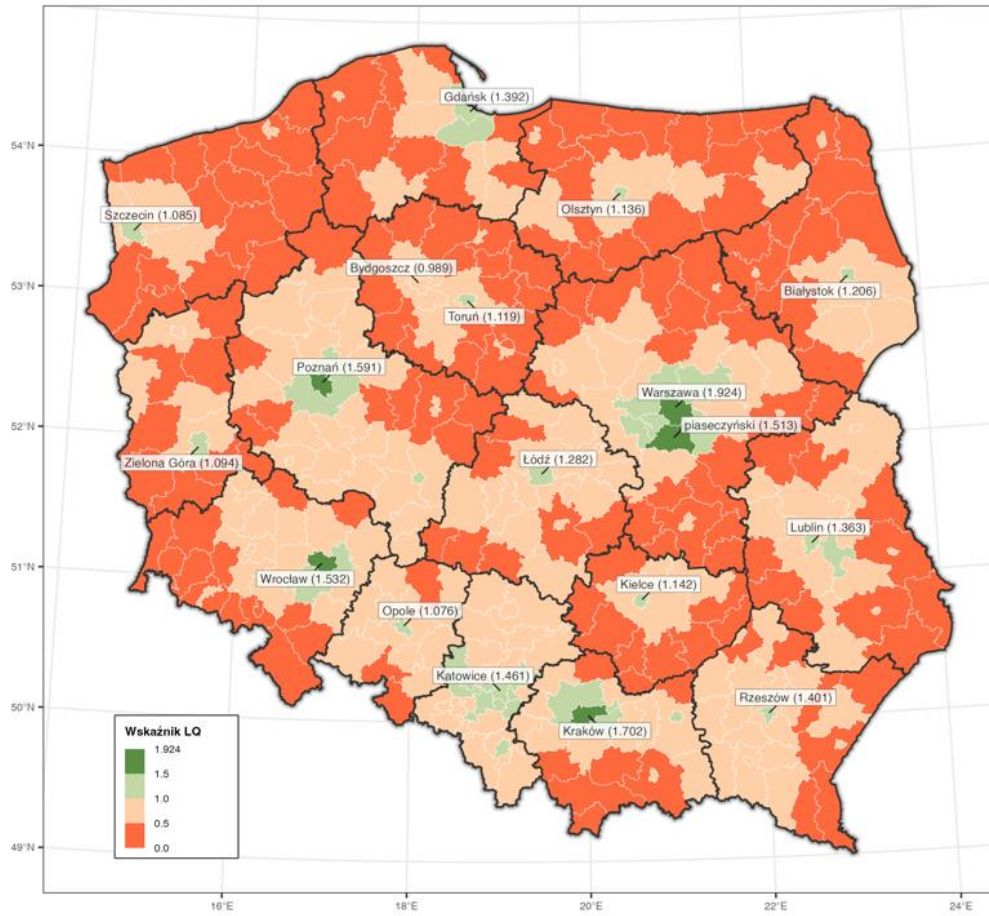 Gdańsk (1.392)
54°N
Olsztyn (1.136)
Szczecin (1.085)
Bydgoszcz (0.989)
53°N
Białystok (1.206)
Toruń (1.119)
Poznań (1.591)
Warszawa (1.924)
52°N
piaseczyński (1.513)
Łódź (1.282)
Zielona Góra (1.094)
Lublin (1.363)
51°N
Wrocław (1.532)
Kielce (1.142)
Opole (1.076)
Katowice (1.461)
Rzeszów (1.401)
50°N
Kraków (1.702)
Wskaźnik LQ
1.924
1.5
1.0
0.5
0.0
49°N
16°E 18°E 20°E 22°E 24°E